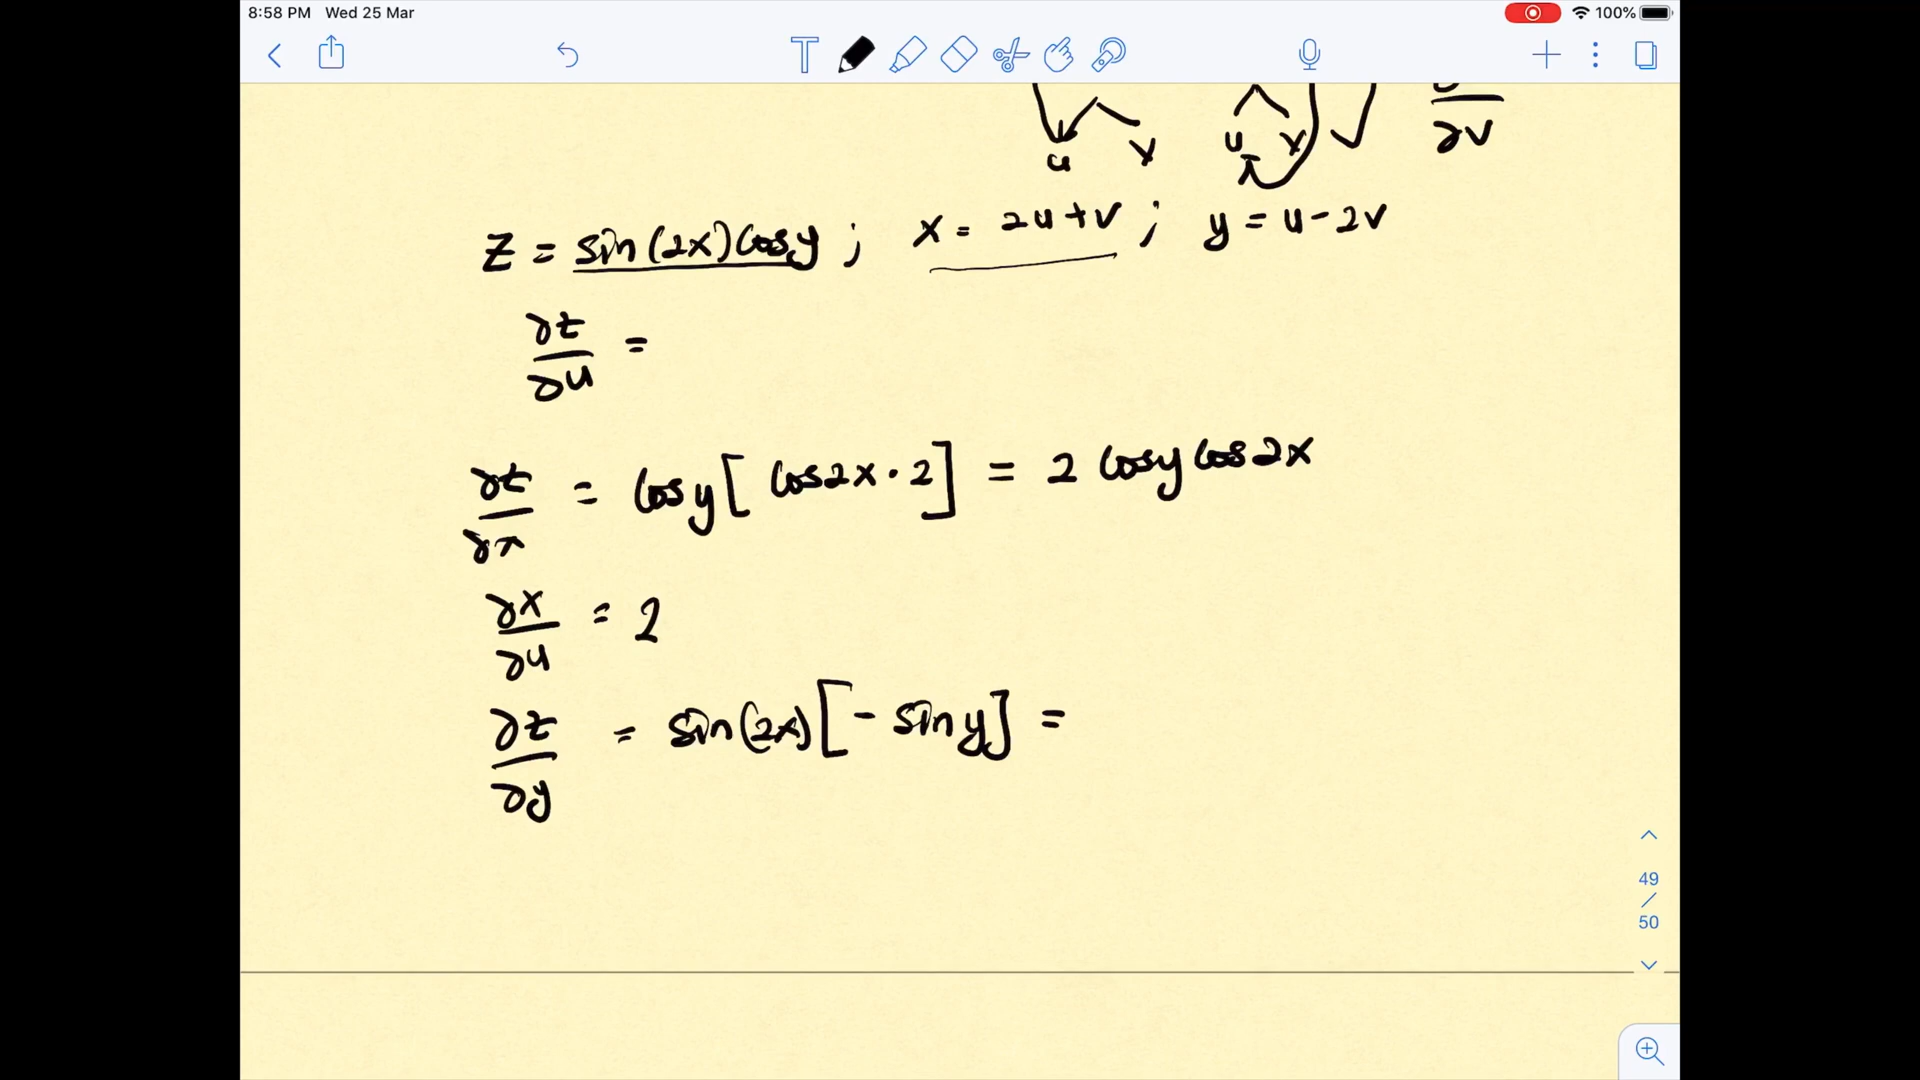 8:58 PM Wed 25 Mar 100%
∂v
u v u v
z = sin(2x)cosy ; x = 2u+v ; y = u-2v
∂z/∂u =
∂z/∂x = cosy[cos2x·2] = 2 cosy cos2x
∂x/∂u = 2
∂z/∂y = sin(2x)[-siny] =
49
/
50